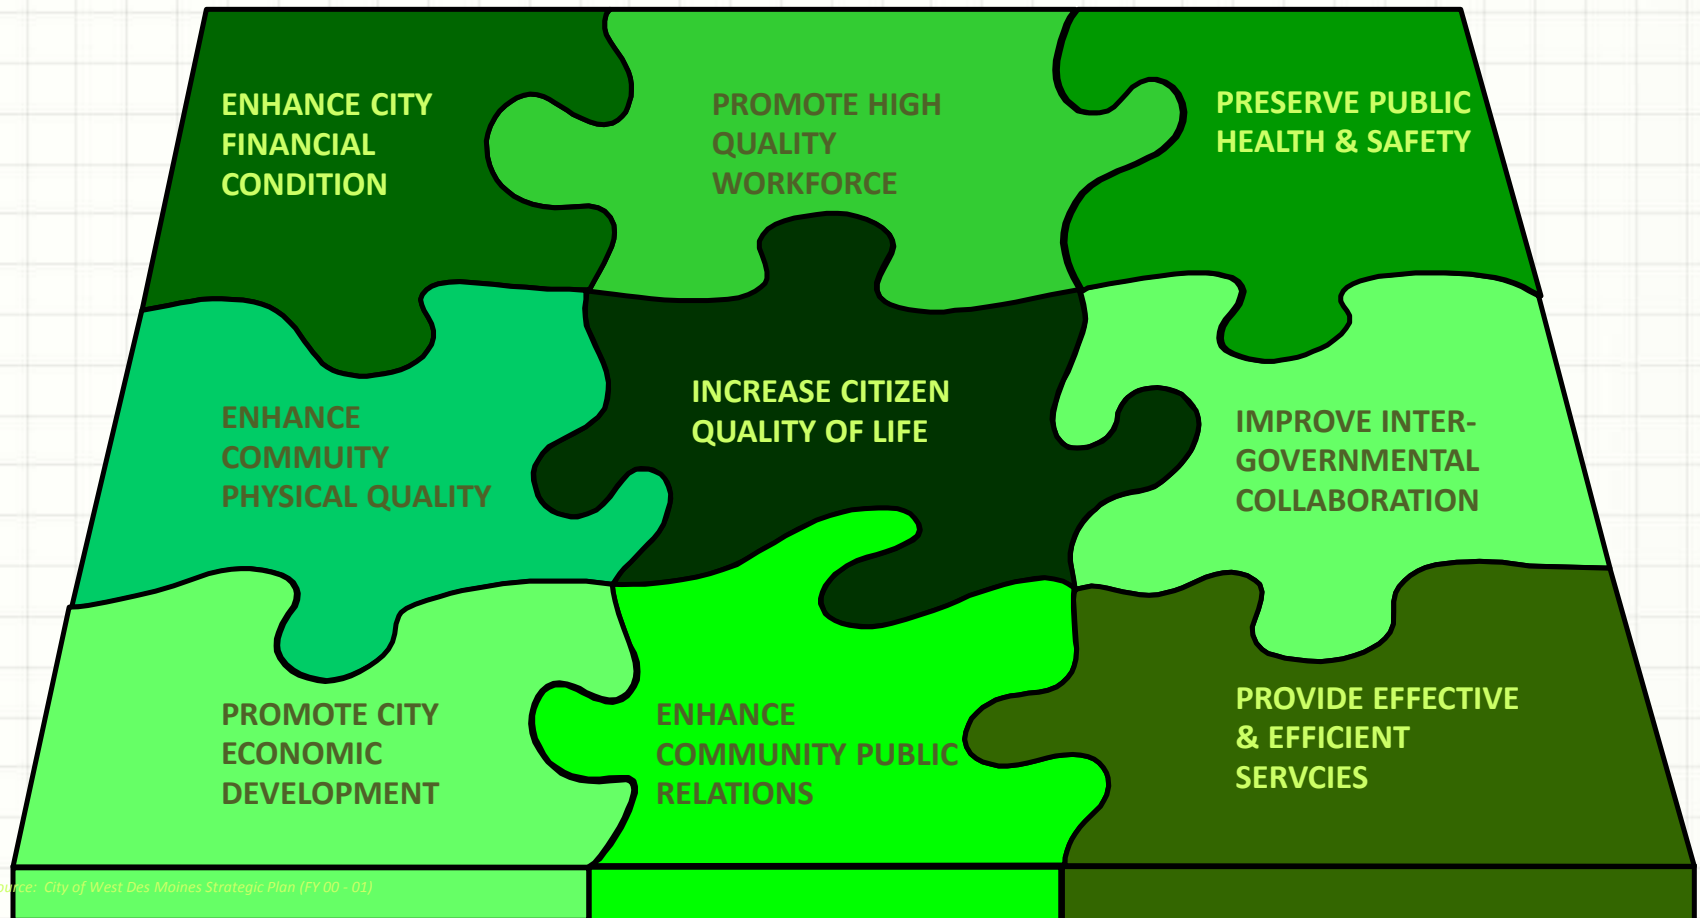 ENHANCE CITY
FINANCIAL
CONDITION
PROMOTE HIGH
QUALITY
WORKFORCE
PRESERVE PUBLIC
HEALTH & SAFETY
ENHANCE
COMMUITY
PHYSICAL QUALITY
INCREASE CITIZEN
QUALITY OF LIFE
IMPROVE INTER-
GOVERNMENTAL
COLLABORATION
PROMOTE CITY
ECONOMIC
DEVELOPMENT
ENHANCE
COMMUNITY PUBLIC
RELATIONS
PROVIDE EFFECTIVE
& EFFICIENT
SERVCIES
urce: City of West Des Moines Strategic Plan (FY 00 - 01)